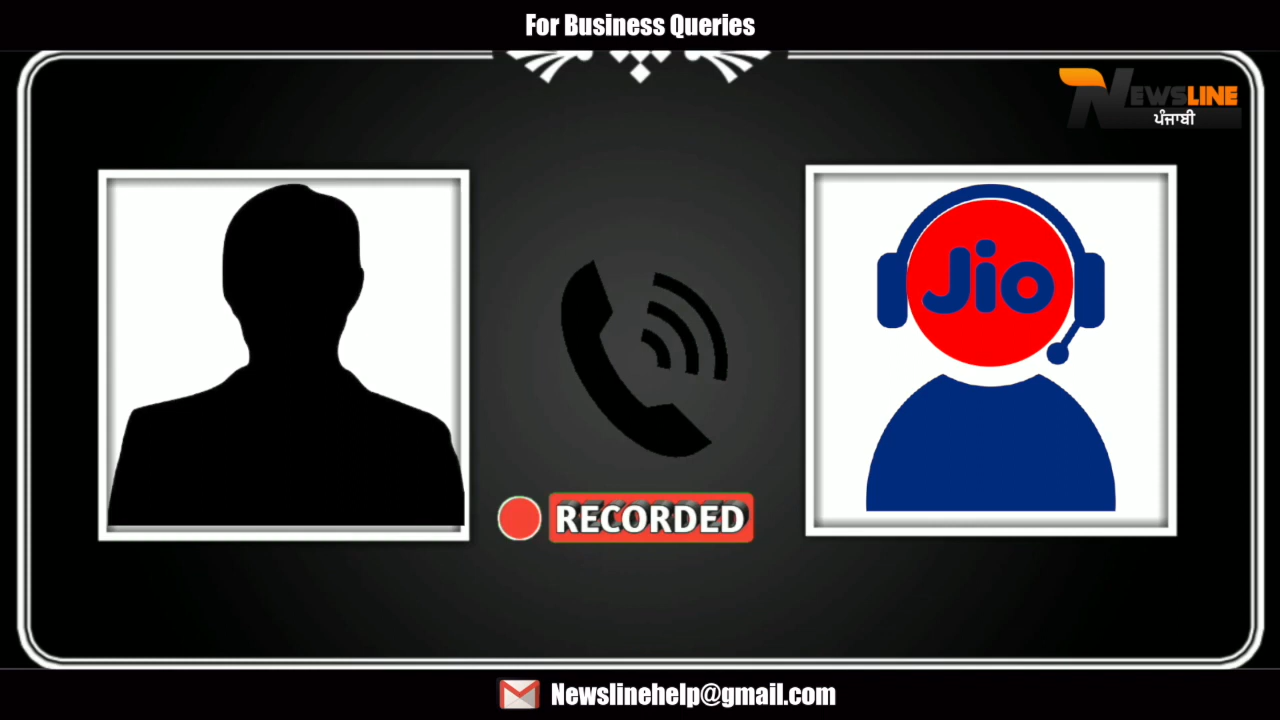 For Business Queries
NEWSLINE
ਪੰਜਾਬੀ
Jio
RECORDED
Newslinehelp@gmail.com